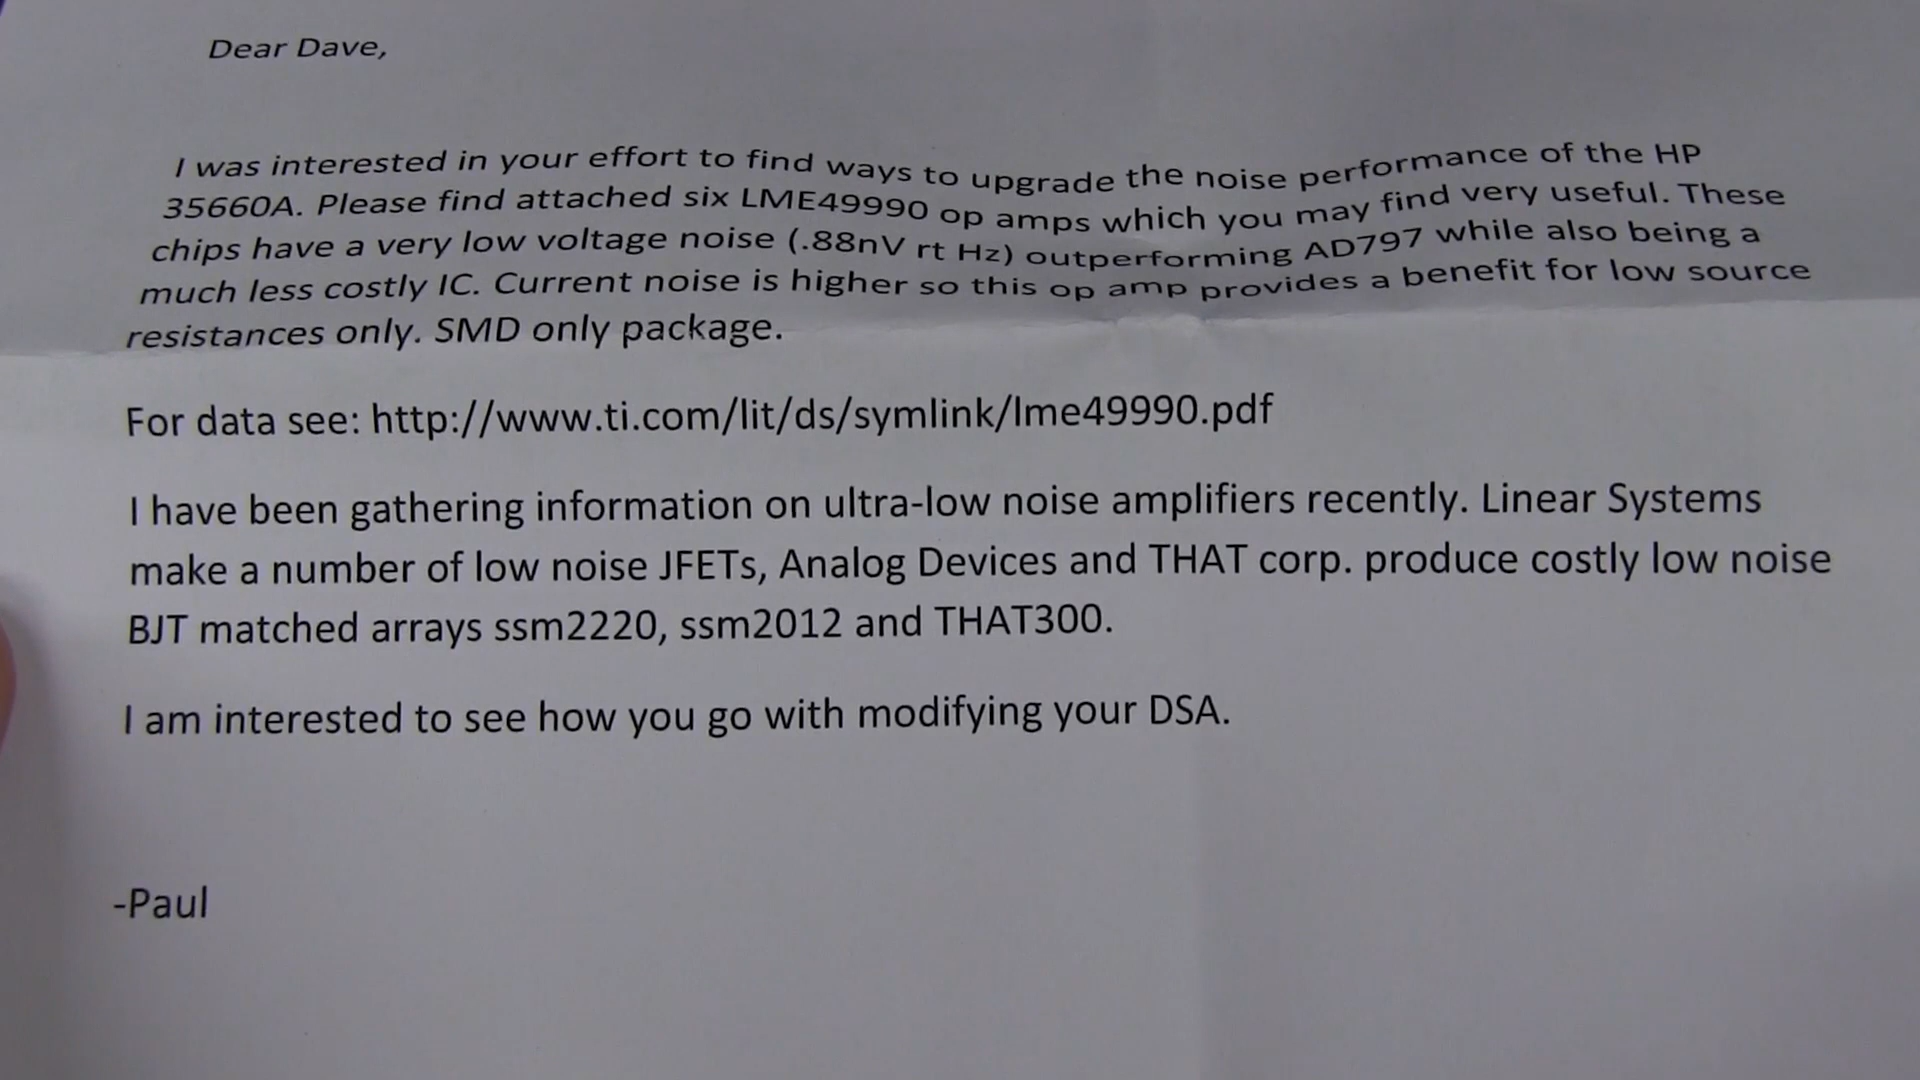 Dear Dave,
I was interested in your effort to find ways to upgrade the noise performance of the HP
35660A. Please find attached six LME49990 op amps which you may find very useful. These
chips have a very low voltage noise (.88nV rt Hz) outperforming AD797 while also being a
much less costly IC. Current noise is higher so this op amp provides a benefit for low source
resistances only. SMD only package.
For data see: http://www.ti.com/lit/ds/symlink/lme49990.pdf
I have been gathering information on ultra-low noise amplifiers recently. Linear Systems
make a number of low noise JFETs, Analog Devices and THAT corp. produce costly low noise
BJT matched arrays ssm2220, ssm2012 and THAT300.
I am interested to see how you go with modifying your DSA.
-Paul